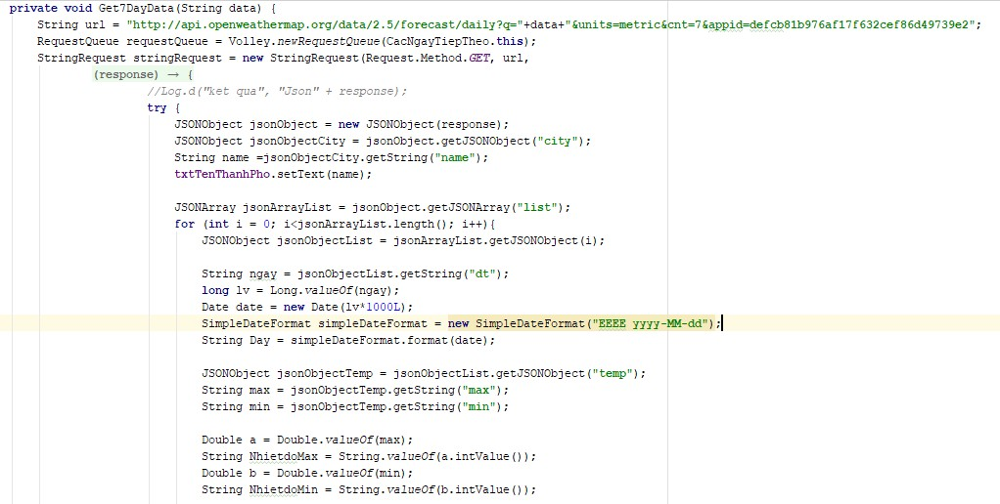 private void Get7DayData(String data) {
String url = "http://api.openweathermap.org/data/2.5/forecast/daily?q="+data+"&units=metric&cnt=7&appid=defcb81b976af17f632cef86d49739e2";
RequestQueue requestQueue = Volley.newRequestQueue(CacNgayTiepTheo.this);
StringRequest stringRequest = new StringRequest(Request.Method.GET, url,
(response) → {
//Log.d("ket qua", "Json" + response);
try {
JSONObject jsonObject = new JSONObject(response);
JSONObject jsonObjectCity = jsonObject.getJSONObject("city");
String name =jsonObjectCity.getString("name");
txtTenThanhPho.setText(name);
JSONArray jsonArrayList = jsonObject.getJSONArray("list");
for (int i = 0; i<jsonArrayList.length(); i++){
JSONObject jsonObjectList = jsonArrayList.getJSONObject(i);
String ngay = jsonObjectList.getString("dt");
long lv = Long.valueOf(ngay);
Date date = new Date(lv*1000L);
SimpleDateFormat simpleDateFormat = new SimpleDateFormat("EEEE yyyy-MM-dd");
String Day = simpleDateFormat.format(date);
JSONObject jsonObjectTemp = jsonObjectList.getJSONObject("temp");
String max = jsonObjectTemp.getString("max");
String min = jsonObjectTemp.getString("min");
Double a = Double.valueOf(max);
String NhietdoMax = String.valueOf(a.intValue());
Double b = Double.valueOf(min);
String NhietdoMin = String.valueOf(b.intValue());